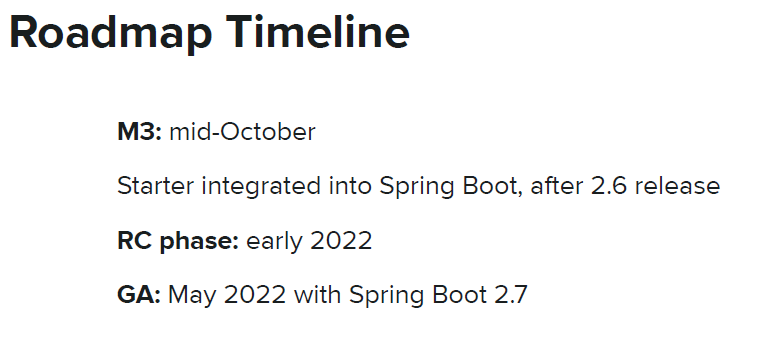 Roadmap Timeline
M3: mid-October
Starter integrated into Spring Boot, after 2.6 release
RC phase: early 2022
GA: May 2022 with Spring Boot 2.7